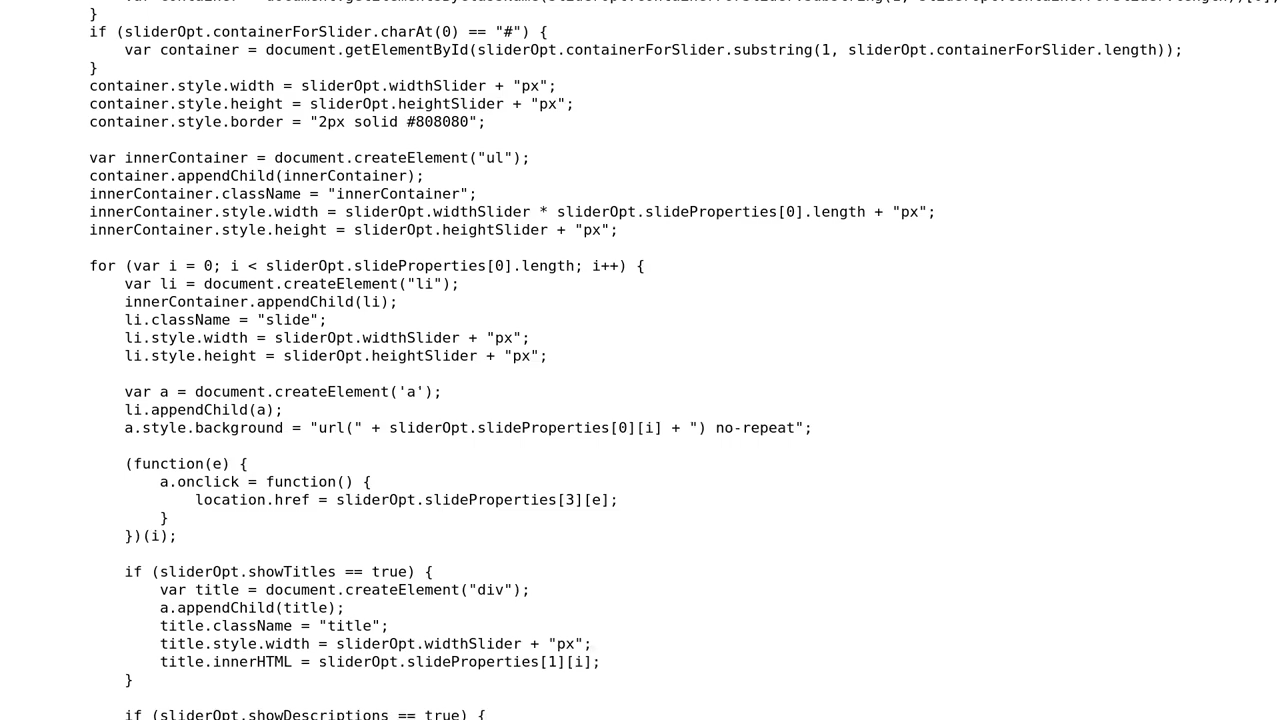 }
if (sliderOpt.containerForSlider.charAt(0) == "#") {
var container = document.getElementById(sliderOpt.containerForSlider.substring(1, sliderOpt.containerForSlider.length));
}
container.style.width = sliderOpt.widthSlider + "px";
container.style.height = sliderOpt.heightSlider + "px";
container.style.border = "2px solid #808080";
var innerContainer = document.createElement("ul");
container.appendChild(innerContainer);
innerContainer.className = "innerContainer";
innerContainer.style.width = sliderOpt.widthSlider * sliderOpt.slideProperties[0].length + "px";
innerContainer.style.height = sliderOpt.heightSlider + "px";
for (var i = 0; i < sliderOpt.slideProperties[0].length; i++) {
var li = document.createElement("li");
innerContainer.appendChild(li);
li.className = "slide";
li.style.width = sliderOpt.widthSlider + "px";
li.style.height = sliderOpt.heightSlider + "px";
var a = document.createElement('a');
li.appendChild(a);
a.style.background = "url(" + sliderOpt.slideProperties[0][i] + ") no-repeat";
(function(e) {
a.onclick = function() {
location.href = sliderOpt.slideProperties[3][e];
}
})(i);
if (sliderOpt.showTitles == true) {
var title = document.createElement("div");
a.appendChild(title);
title.className = "title";
title.style.width = sliderOpt.widthSlider + "px";
title.innerHTML = sliderOpt.slideProperties[1][i];
}
if (sliderOpt.showDescriptions == true) {